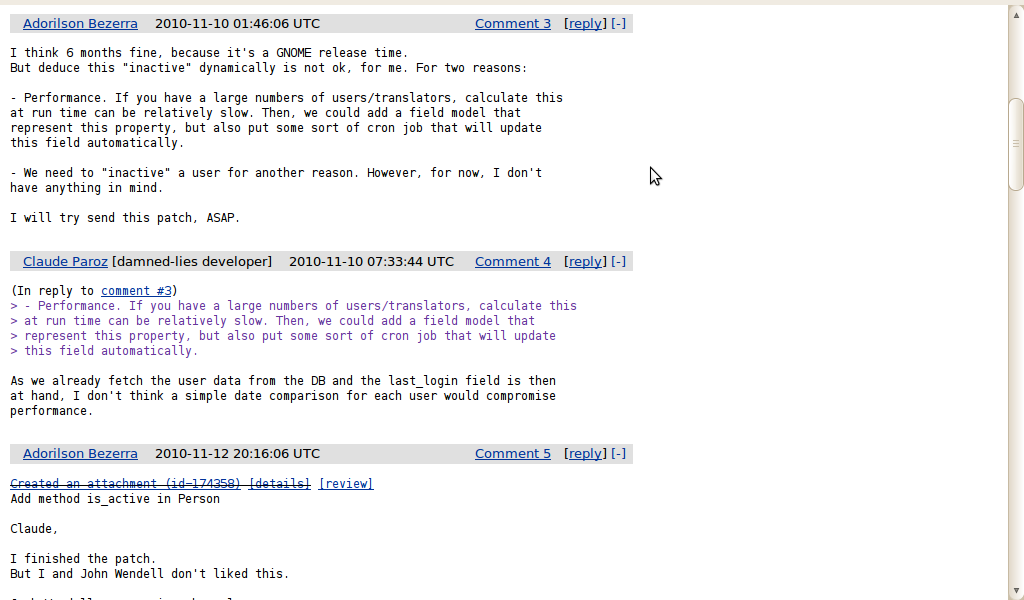 Adorilson Bezerra 2010-11-10 01:46:06 UTC Comment 3 [reply] [-]
I think 6 months fine, because it's a GNOME release time.
But deduce this "inactive" dynamically is not ok, for me. For two reasons:
- Performance. If you have a large numbers of users/translators, calculate this
at run time can be relatively slow. Then, we could add a field model that
represent this property, but also put some sort of cron job that will update
this field automatically.
- We need to "inactive" a user for another reason. However, for now, I don't
have anything in mind.
I will try send this patch, ASAP.
Claude Paroz [damned-lies developer] 2010-11-10 07:33:44 UTC Comment 4 [reply] [-]
(In reply to comment #3)
> - Performance. If you have a large numbers of users/translators, calculate this
> at run time can be relatively slow. Then, we could add a field model that
> represent this property, but also put some sort of cron job that will update
> this field automatically.
As we already fetch the user data from the DB and the last_login field is then
at hand, I don't think a simple date comparison for each user would compromise
performance.
Adorilson Bezerra 2010-11-12 20:16:06 UTC Comment 5 [reply] [-]
Created an attachment (id=174358) [details] [review]
Add method is_active in Person
Claude,
I finished the patch.
But I and John Wendell don't liked this.